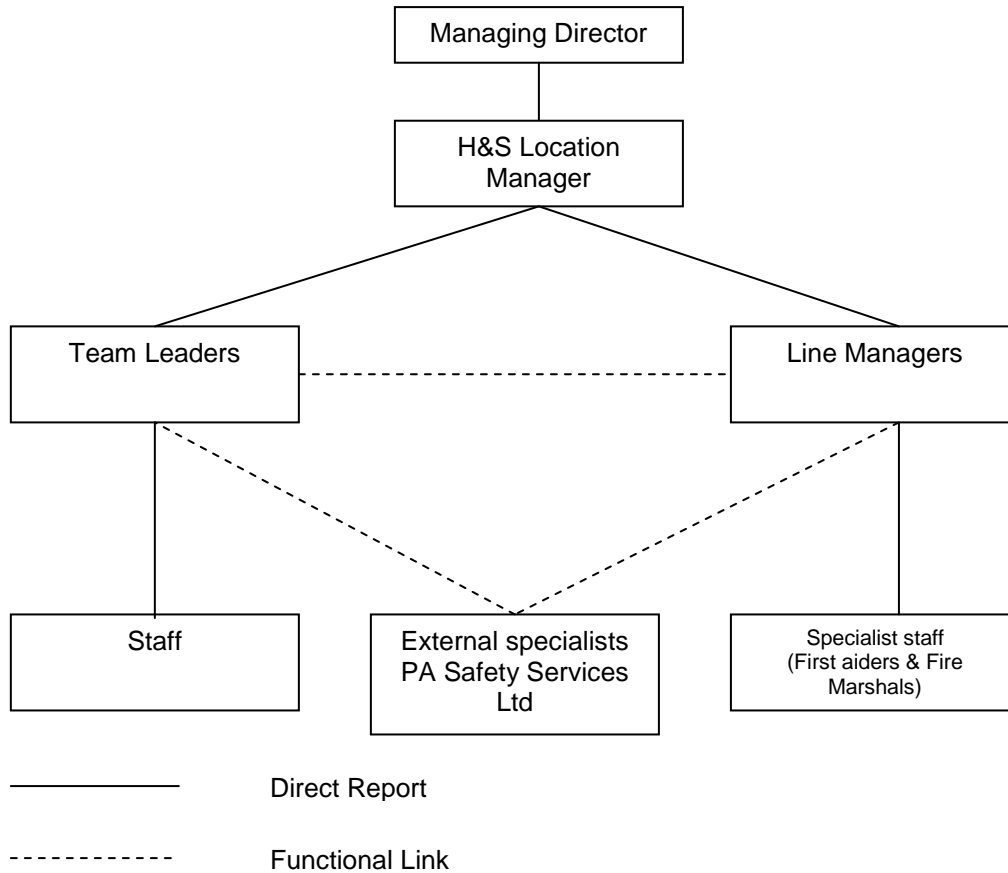 Managing Director
H&S Location
Manager
Team Leaders
Line Managers
Staff
External specialists
PA Safety Services
Ltd
Specialist staff
(First aiders & Fire
Marshals)
Direct Report
Functional Link